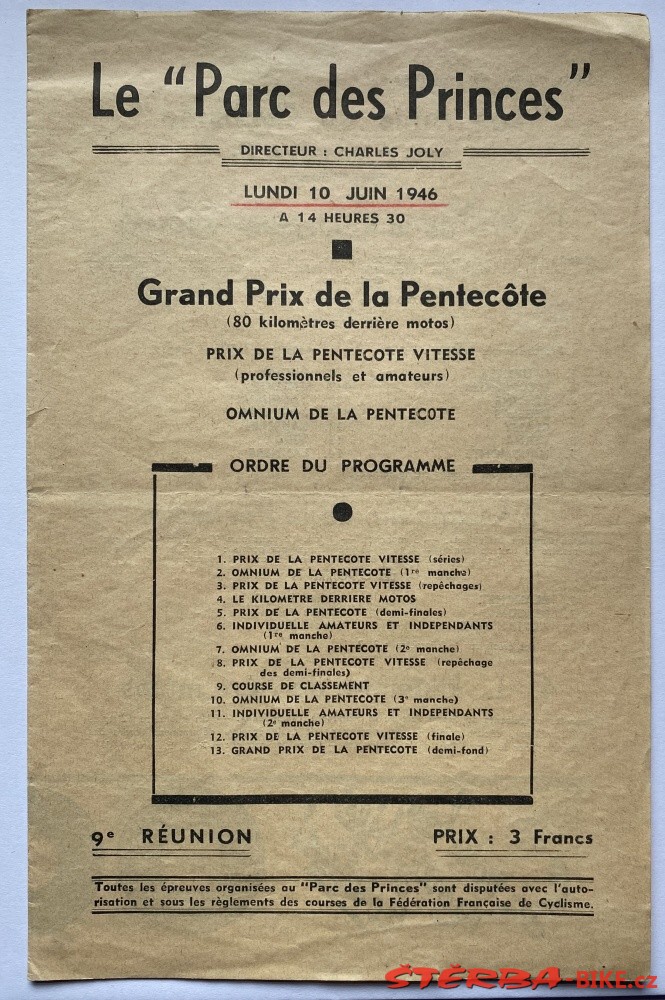 Le "Parc des Princes"
DIRECTEUR : CHARLES JOLY
LUNDI 10 JUIN 1946
A 14 HEURES 30
Grand Prix de la Pentecôte
(80 kilomètres derrière motos)
PRIX DE LA PENTECOTE VITESSE
(professionnels et amateurs)
OMNIUM DE LA PENTECOTE
ORDRE DU PROGRAMME
1. PRIX DE LA PENTECOTE VITESSE (séries)
2. OMNIUM DE LA PENTECOTE (1re manche)
3. PRIX DE LA PENTECOTE VITESSE (repêchages)
4. LE KILOMETRE DERRIERE MOTOS
5. PRIX DE LA PENTECOTE (demi-finales)
6. INDIVIDUELLE AMATEURS ET INDEPENDANTS
(1re manche)
7. OMNIUM DE LA PENTECOTE (2e manche)
8. PRIX DE LA PENTECOTE VITESSE (repêchage
des demi-finales)
9. COURSE DE CLASSEMENT
10. OMNIUM DE LA PENTECOTE (3e manche)
11. INDIVIDUELLE AMATEURS ET INDEPENDANTS
(2e manche)
12. PRIX DE LA PENTECOTE VITESSE (finale)
13. GRAND PRIX DE LA PENTECOTE (demi-fond)
9e RÉUNION
PRIX : 3 Francs
Toutes les épreuves organisées au "Parc des Princes" sont disputées avec l'auto-
risation et sous les règlements des courses de la Fédération Française de Cyclisme.
ŠTĚRBA-BIKE.cz